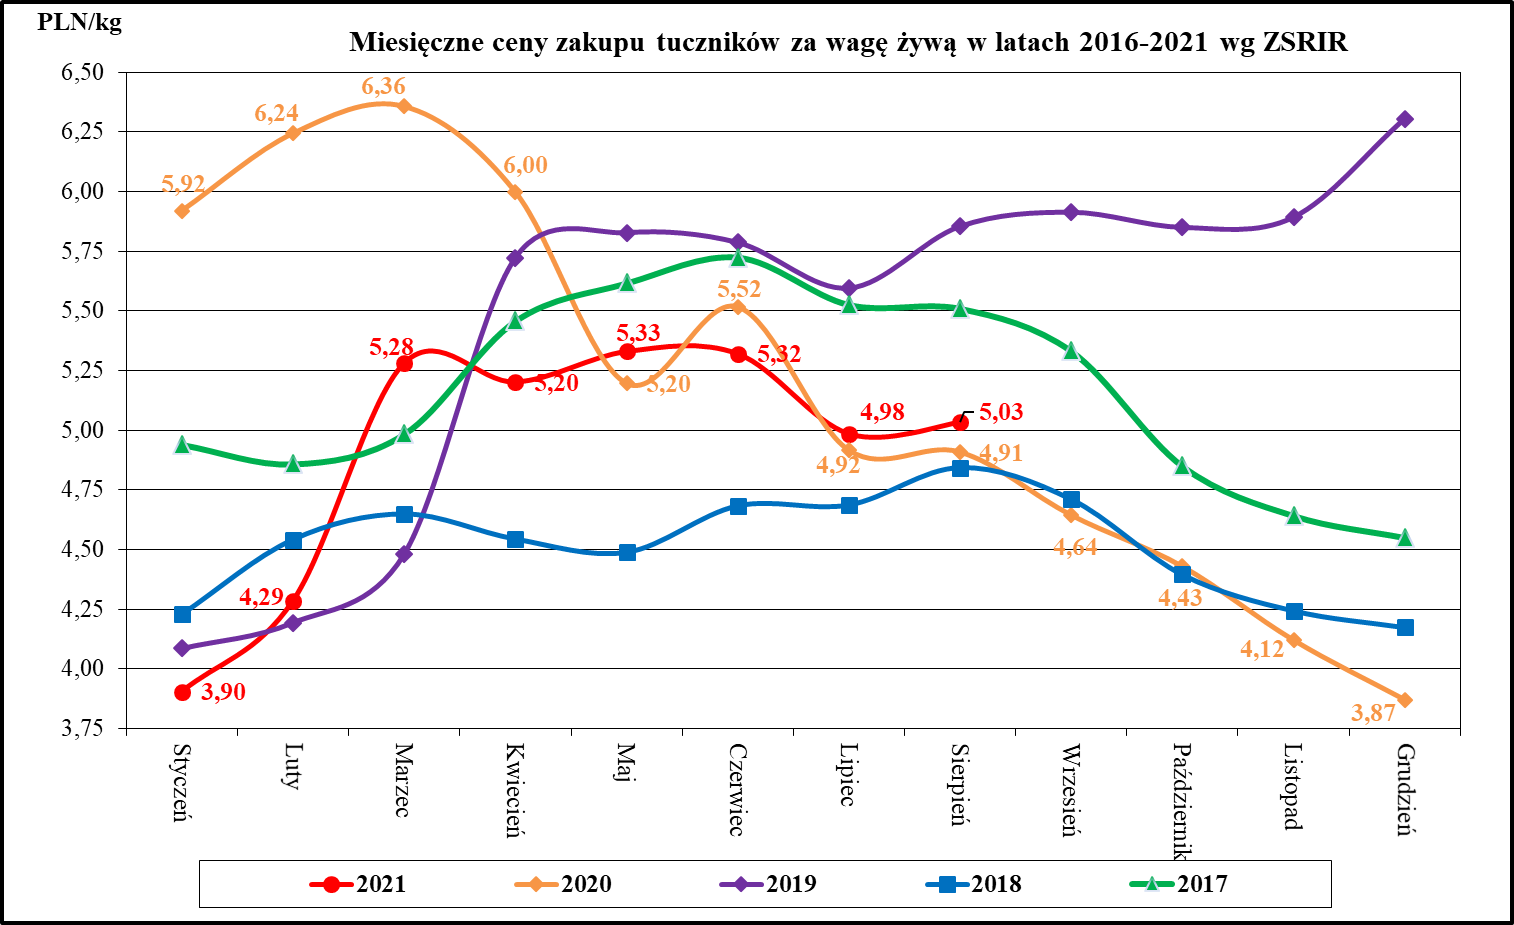 PLN/kg
Miesięczne ceny zakupu tuczników za wagę żywą w latach 2016-2021 wg ZSRIR
6,50
6,25
6,00
5,75
5,50
5,25
5,00
4,75
4,50
4,25
4,00
3,75
5,92
6,24
6,36
6,00
5,20
5,52
4,92
4,91
4,64
4,43
4,12
3,87
3,90
4,29
5,28
5,20
5,33
5,32
4,98
5,03
Styczeń
Luty
Marzec
Kwiecień
Maj
Czerwiec
Lipiec
Sierpień
Wrzesień
Październik
Listopad
Grudzień
2021 2020 2019 2018 2017